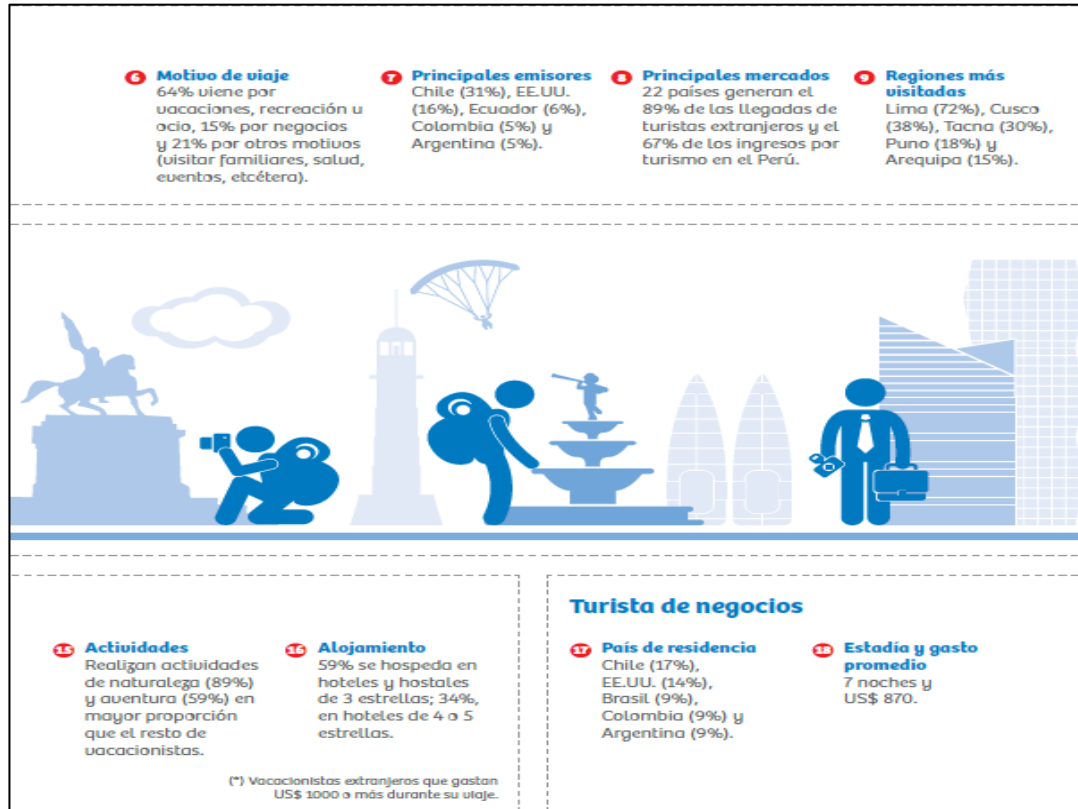 6 Motivo de viaje
64% viene por
vacaciones, recreación u
ocio, 15% por negocios
y 21% por otros motivos
(visitar familiares, salud,
eventos, etcétera).
7 Principales emisores
Chile (31%), EE.UU.
(16%), Ecuador (6%),
Colombia (5%) y
Argentina (5%).
8 Principales mercados
22 países generan el
89% de las llegadas de
turistas extranjeros y el
67% de los ingresos por
turismo en el Perú.
9 Regiones más
visitadas
Lima (72%), Cusco
(38%), Tacna (30%),
Puno (18%) y
Arequipa (15%).
15 Actividades
Realizan actividades
de naturaleza (89%)
y aventura (59%) en
mayor proporción
que el resto de
vacacionistas.
16 Alojamiento
59% se hospeda en
hoteles y hostales
de 3 estrellas; 34%,
en hoteles de 4 o 5
estrellas.
(*) Vacacionistas extranjeros que gastan
US$ 1000 o más durante su viaje.
Turista de negocios
17 País de residencia
Chile (17%),
EE.UU. (14%),
Brasil (9%),
Colombia (9%) y
Argentina (9%).
18 Estadía y gasto
promedio
7 noches y
US$ 870.